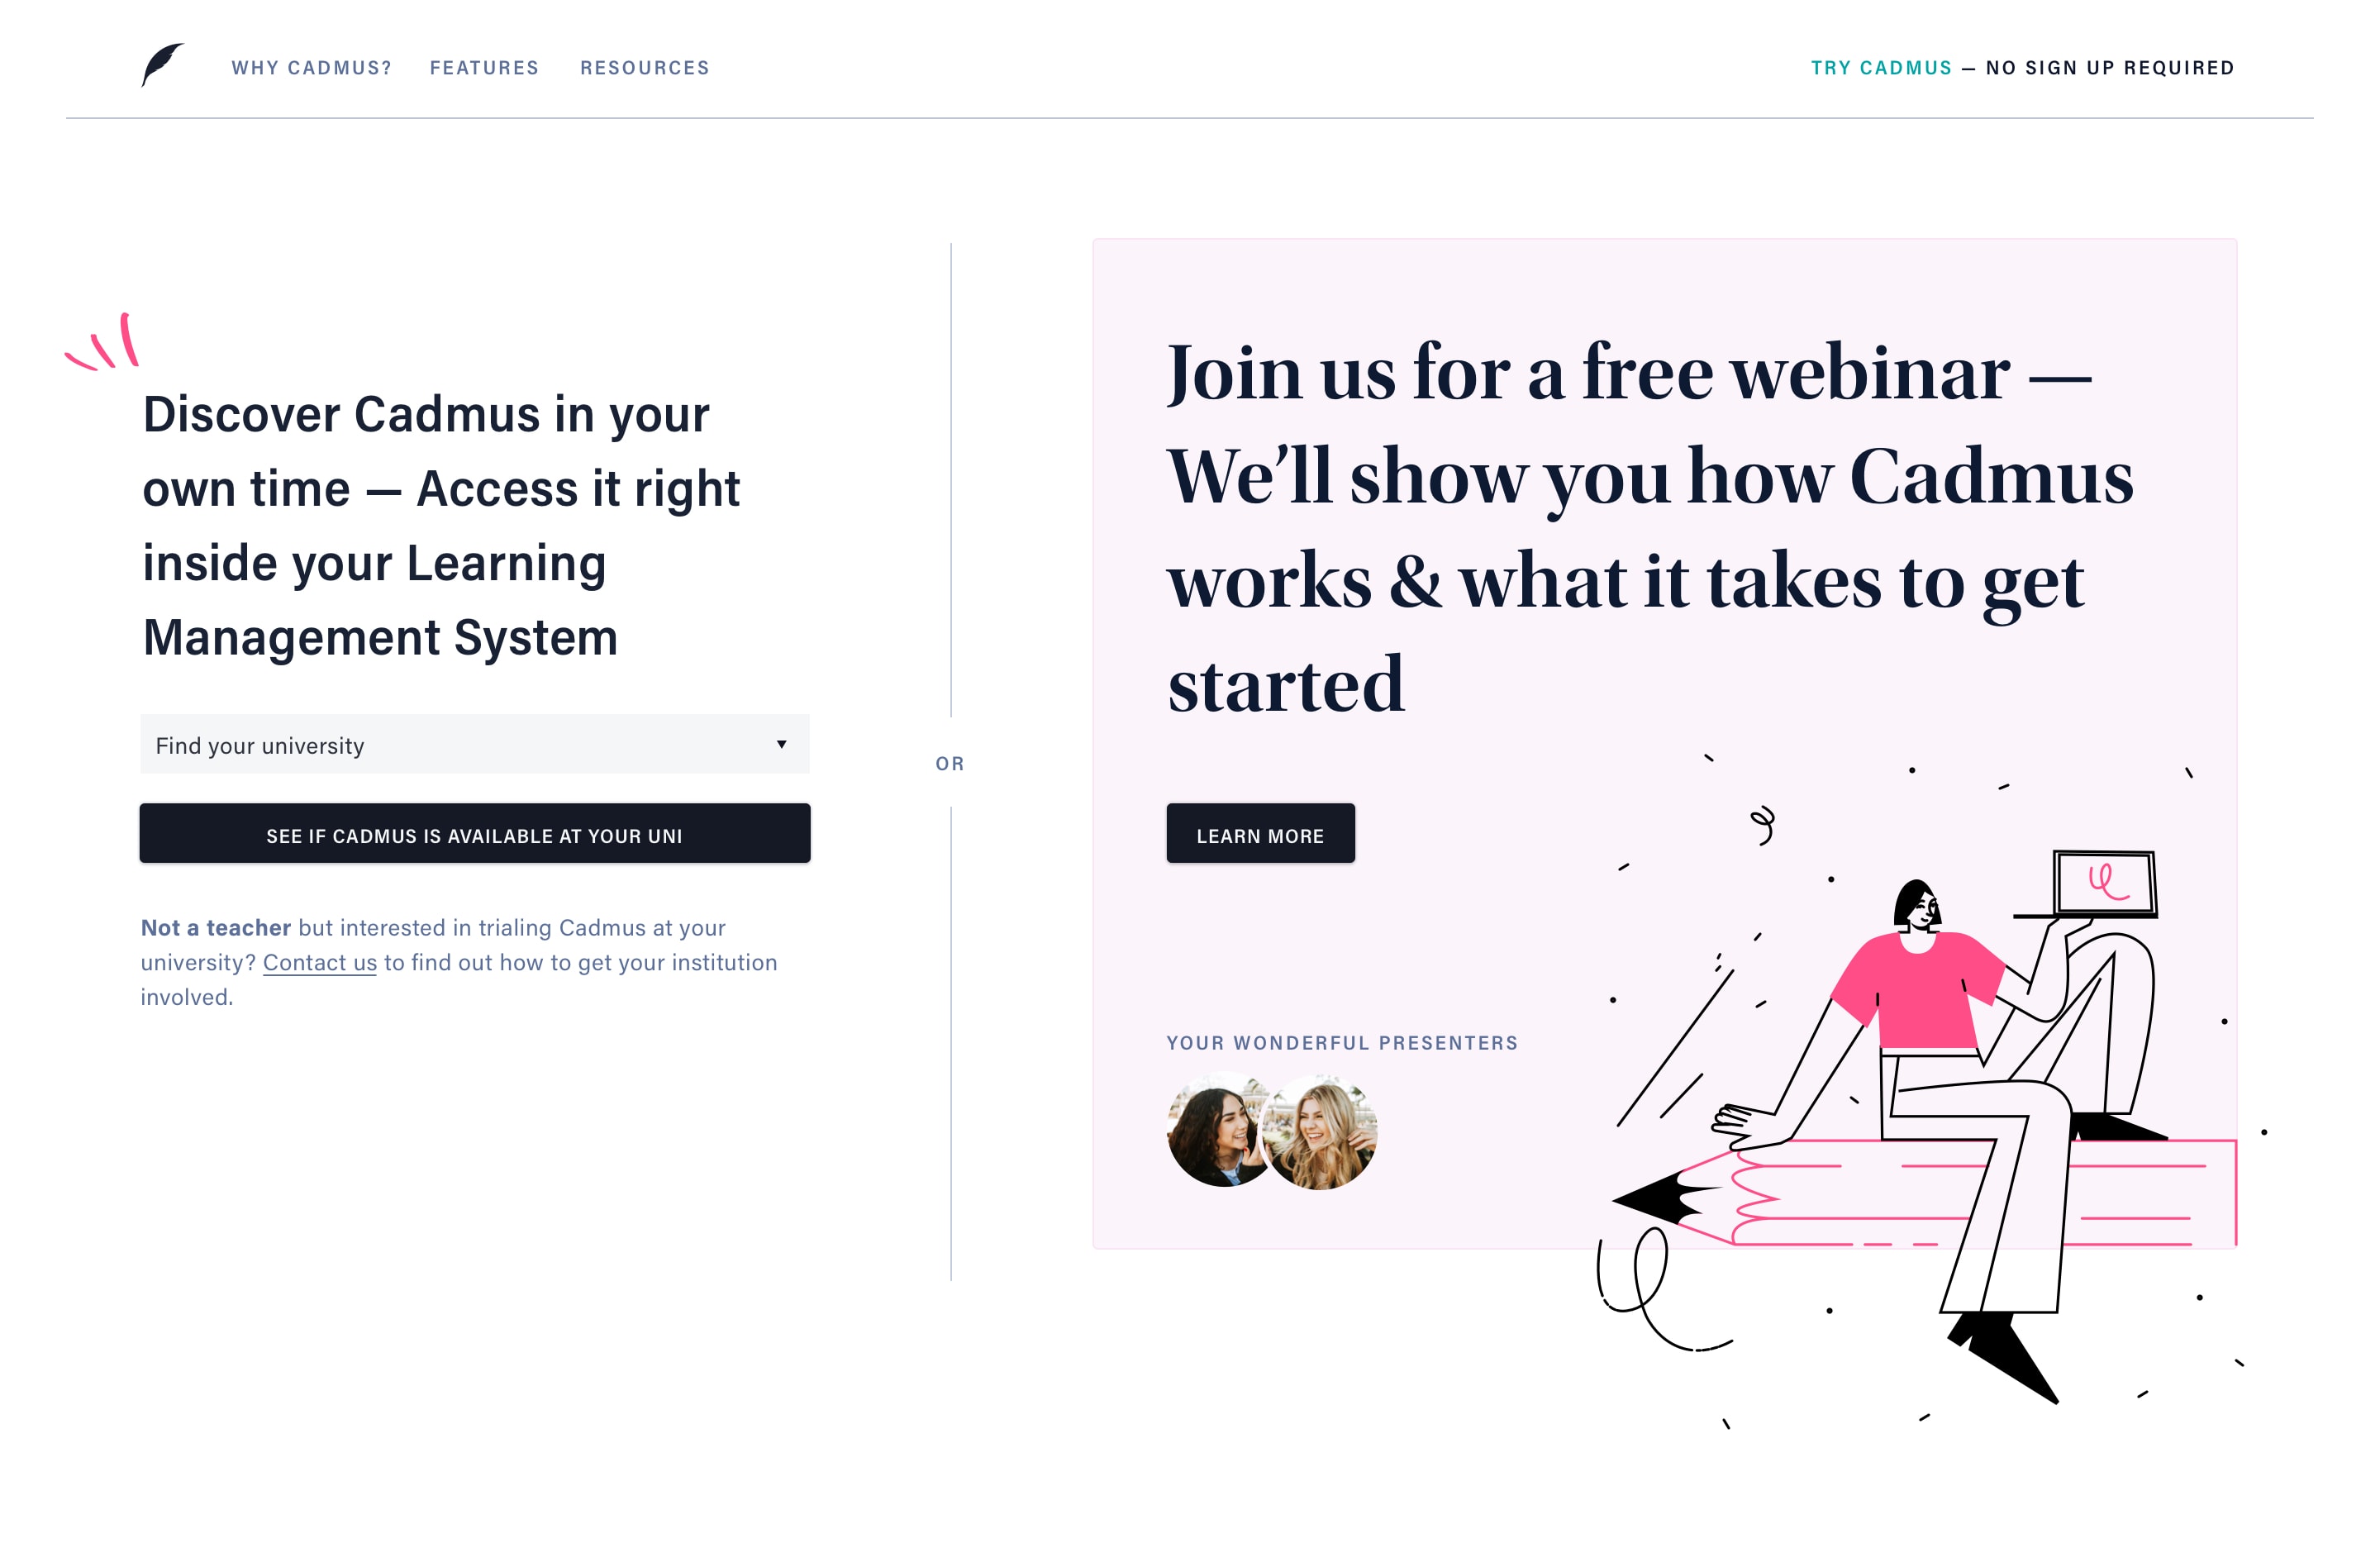 WHY CADMUS?
FEATURES
RESOURCES
TRY CADMUS — NO SIGN UP REQUIRED
Discover Cadmus in your
own time — Access it right
inside your Learning
Management System
Find your university
SEE IF CADMUS IS AVAILABLE AT YOUR UNI
Not a teacher but interested in trialing Cadmus at your
university? Contact us to find out how to get your institution
involved.
OR
Join us for a free webinar —
We’ll show you how Cadmus
works & what it takes to get
started
LEARN MORE
YOUR WONDERFUL PRESENTERS